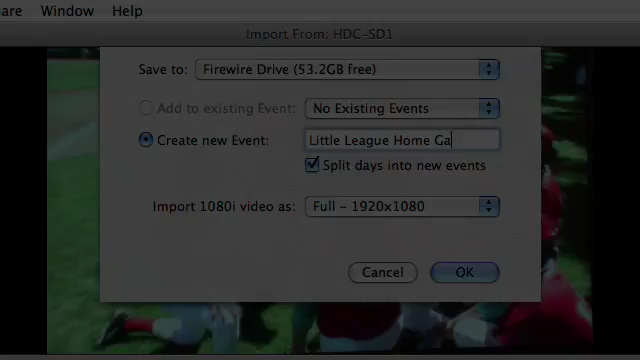 are Window Help
Import From: HDC-SD1
Save to: Firewire Drive (53.2GB free)
Add to existing Event: No Existing Events
Create new Event: Little League Home Ga
Split days into new events
Import 1080i video as: Full – 1920x1080
Cancel OK